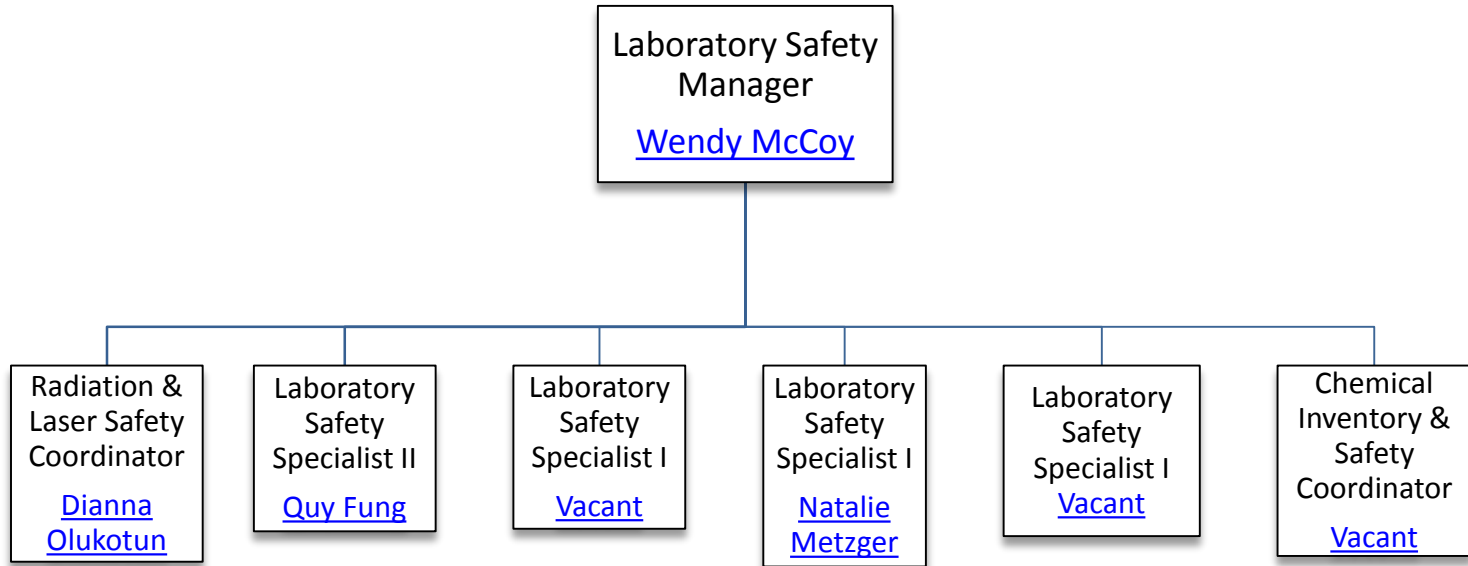 Laboratory Safety
Manager
Wendy McCoy
Radiation &
Laser Safety
Coordinator
Dianna
Olukotun
Laboratory
Safety
Specialist II
Quy Fung
Laboratory
Safety
Specialist I
Vacant
Laboratory
Safety
Specialist I
Natalie
Metzger
Laboratory
Safety
Specialist I
Vacant
Chemical
Inventory &
Safety
Coordinator
Vacant